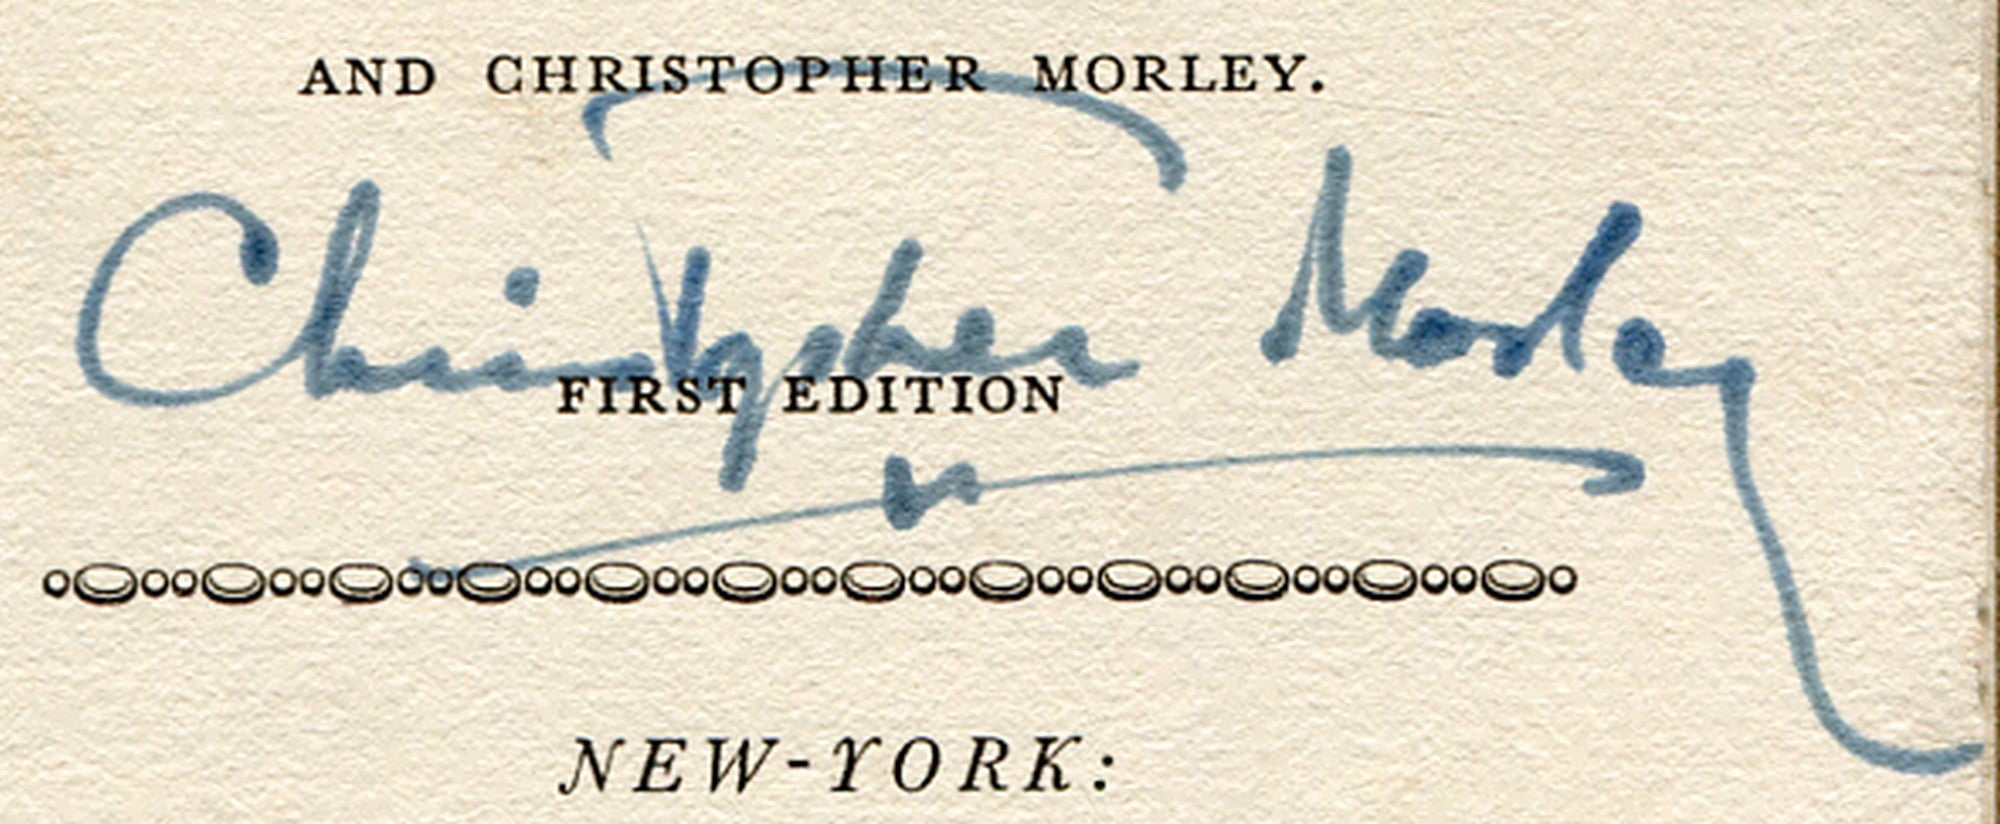 AND CHRISTOPHER MORLEY.
Christopher Morley
FIRST EDITION
NEW-YORK: